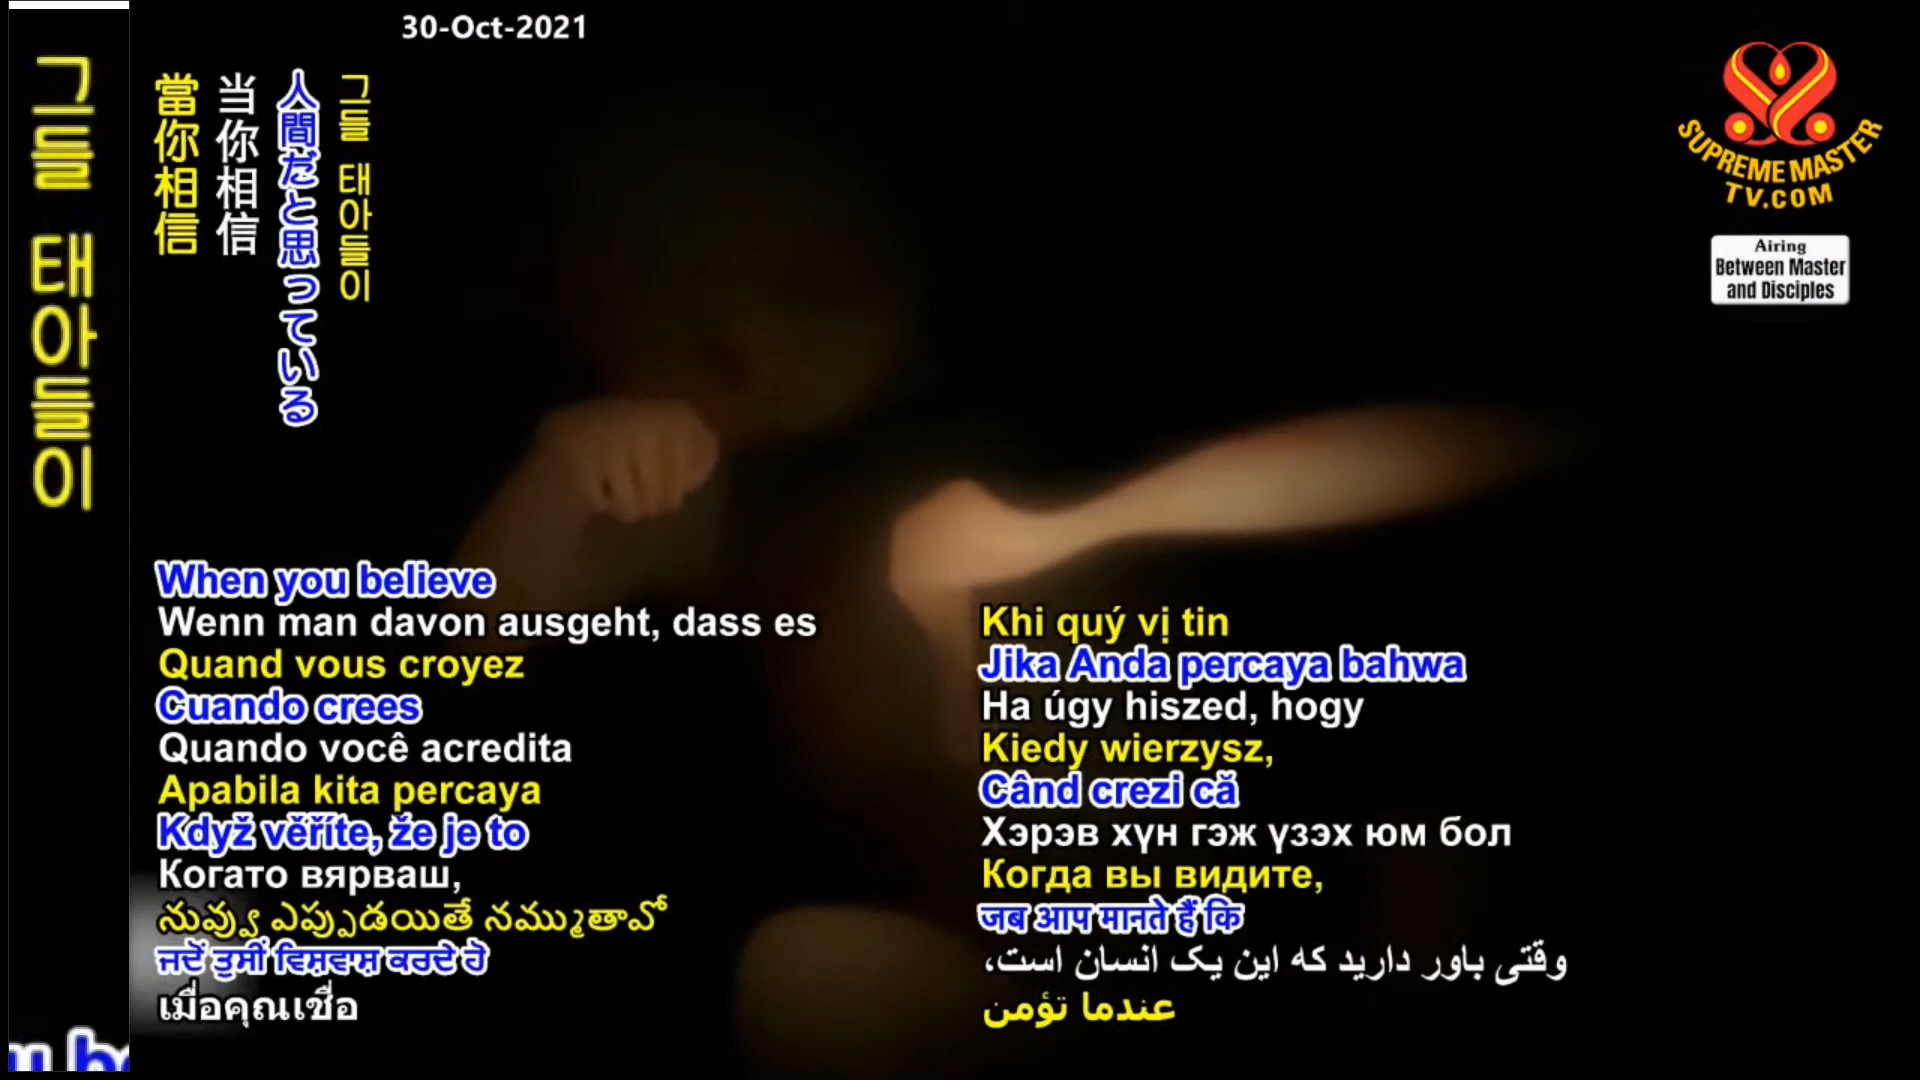 30-Oct-2021
그들 태아들이
當你相信
当你相信
人間だと思っている
그들 태아들이
SUPREME MASTER
TV.COM
Airing
Between Master
and Disciples
When you believe
Wenn man davon ausgeht, dass es
Quand vous croyez
Cuando crees
Quando você acredita
Apabila kita percaya
Když věříte, že je to
Когато вярваш,
నువ్వు ఎప్పుడయితే నమ్ముతావో
ਜਦੋਂ ਤੁਸੀਂ ਵਿਸ਼ਵਾਸ਼ ਕਰਦੇ ਹੋ
เมื่อคุณเชื่อ
Khi quý vị tin
Jika Anda percaya bahwa
Ha úgy hiszed, hogy
Kiedy wierzysz,
Când crezi că
Хэрэв хүн гэж үзэх юм бол
Когда вы видите,
जब आप मानते हैं कि
وقتی باور دارید که این یک انسان است،
عندما تؤمن